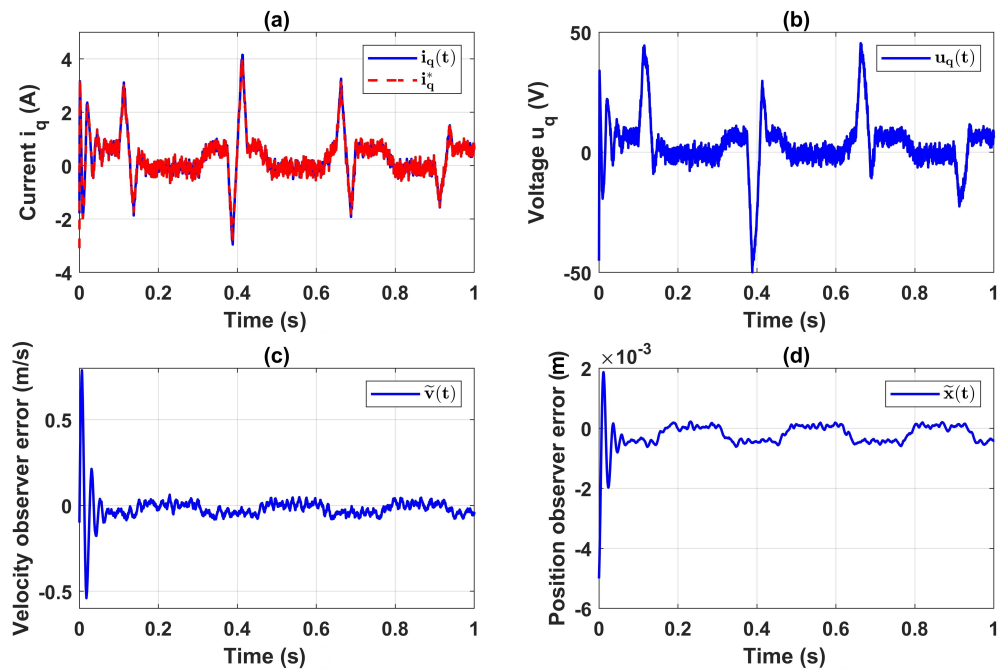 (a)
Current i_q (A)
4
2
0
-2
-4
i_q(t)
i_q^*
0 0.2 0.4 0.6 0.8 1
Time (s)
(b)
Voltage u_q (V)
50
0
-50
u_q(t)
0 0.2 0.4 0.6 0.8 1
Time (s)
(c)
Velocity observer error (m/s)
0.5
0
-0.5
ṽ(t)
0 0.2 0.4 0.6 0.8 1
Time (s)
(d)
×10^-3
Position observer error (m)
2
0
-2
-4
-6
x̃(t)
0 0.2 0.4 0.6 0.8 1
Time (s)